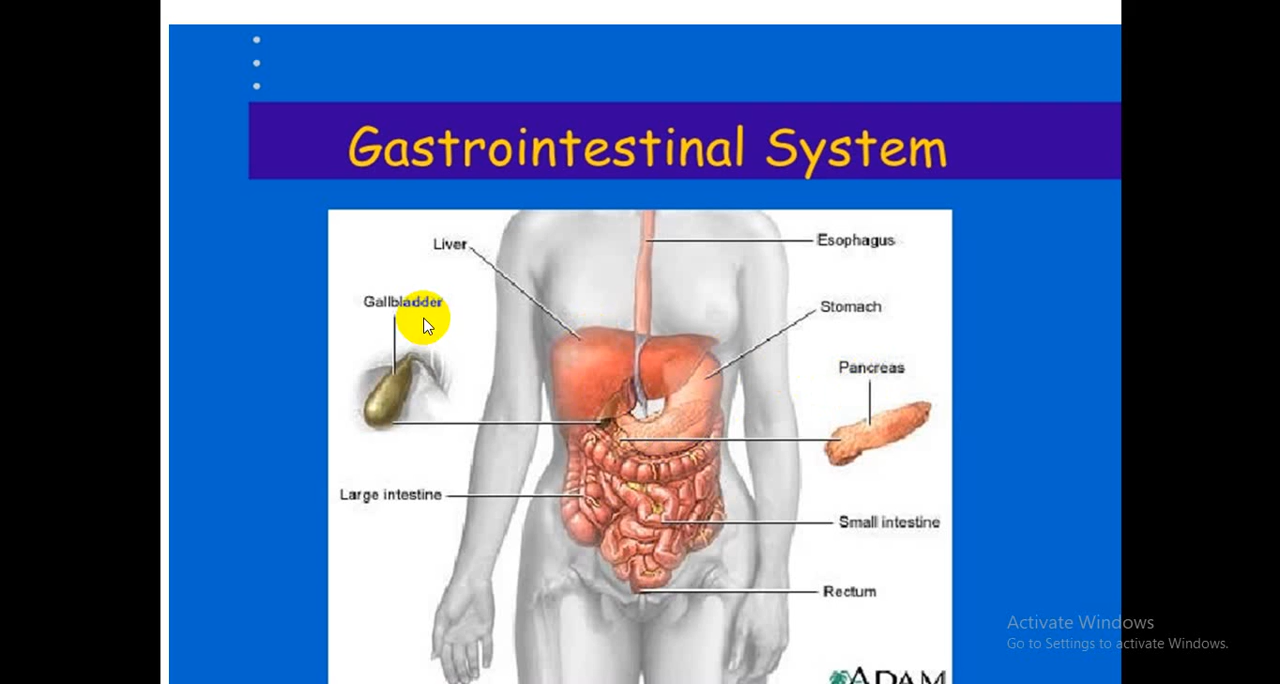 Gastrointestinal System
Liver
Esophagus
Gallbladder
Stomach
Pancreas
Large intestine
Small intestine
Rectum
Activate Windows
Go to Settings to activate Windows.
ADAM